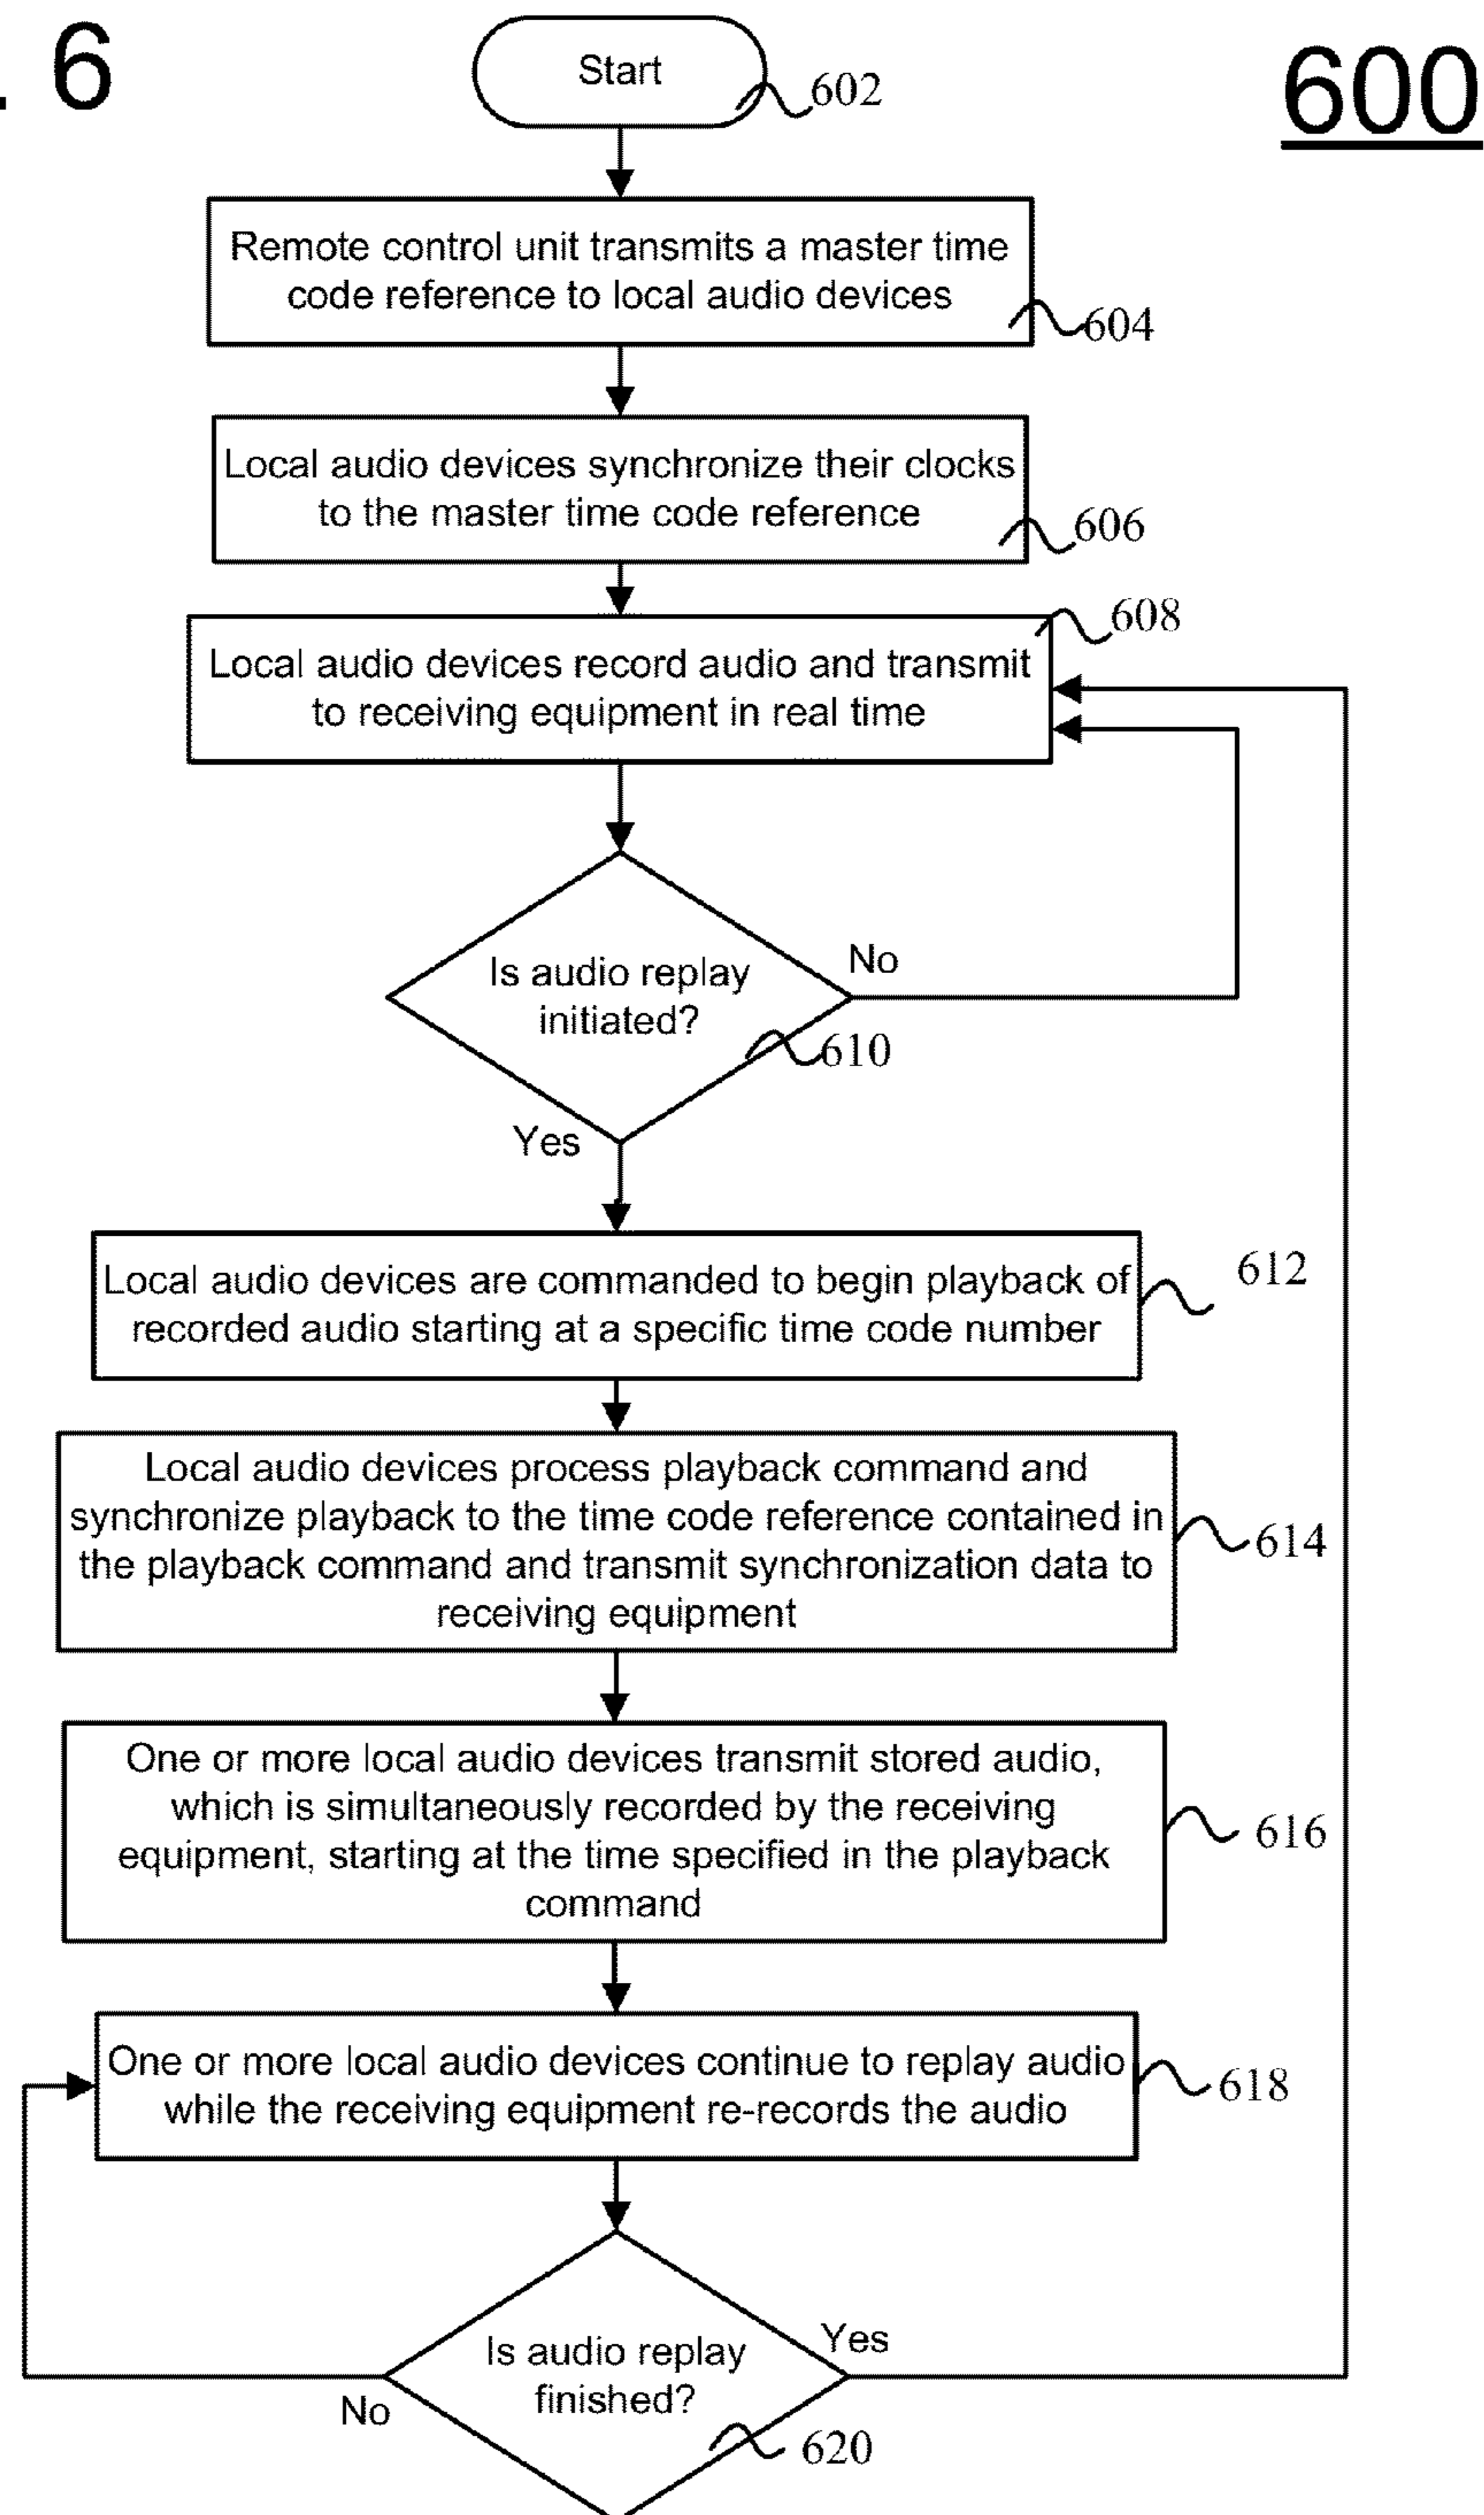 . 6
600
Start
602
Remote control unit transmits a master time
code reference to local audio devices
604
Local audio devices synchronize their clocks
to the master time code reference
606
608
Local audio devices record audio and transmit
to receiving equipment in real time
Is audio replay
initiated?
No
610
Yes
Local audio devices are commanded to begin playback of
recorded audio starting at a specific time code number
612
Local audio devices process playback command and
synchronize playback to the time code reference contained in
the playback command and transmit synchronization data to
receiving equipment
614
One or more local audio devices transmit stored audio,
which is simultaneously recorded by the receiving
equipment, starting at the time specified in the playback
command
616
One or more local audio devices continue to replay audio
while the receiving equipment re-records the audio
618
Is audio replay
finished?
Yes
No
620